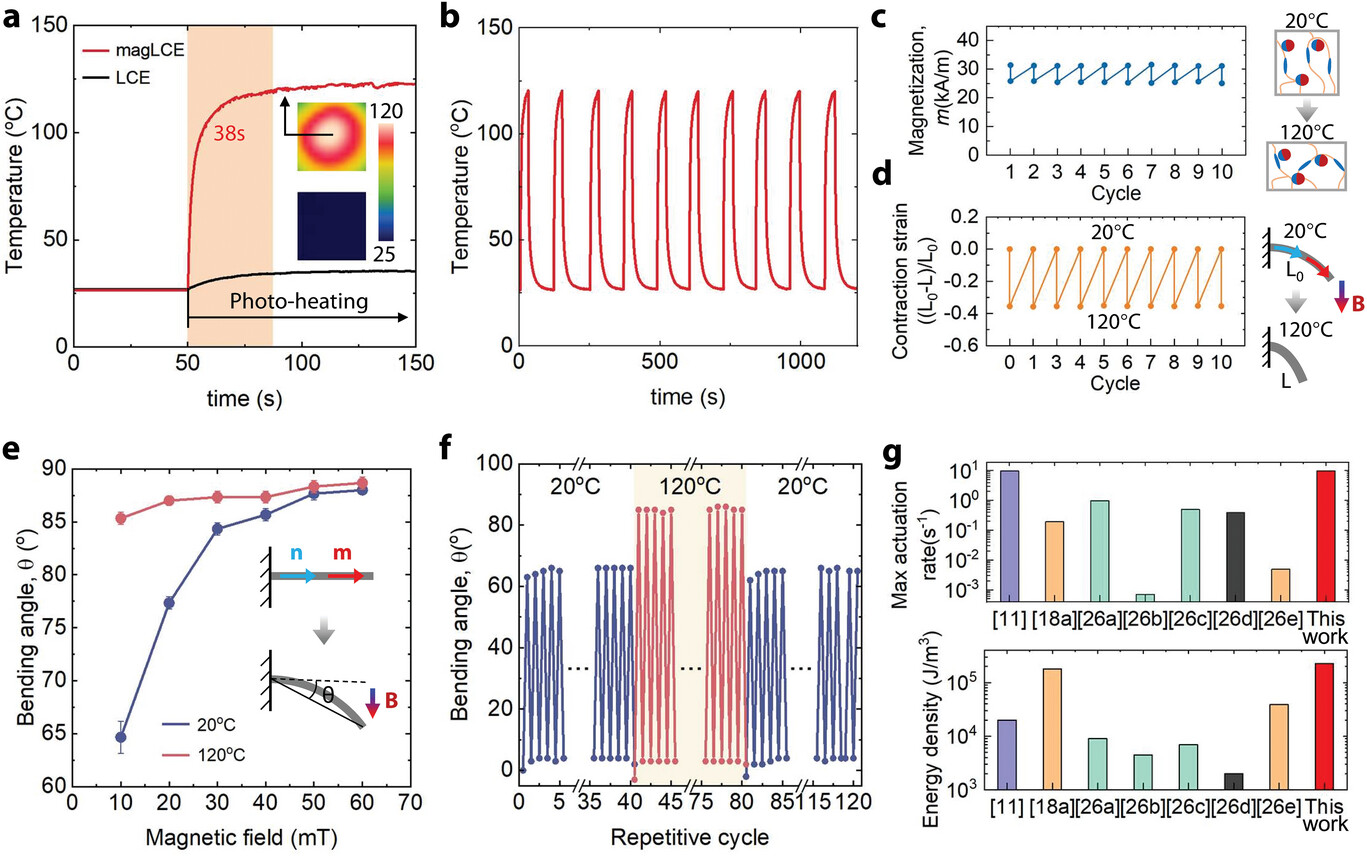 a
150
100
50
0
Temperature (°C)
magLCE
LCE
38s
120
25
Photo-heating
0 50 100 150
time (s)
b
150
100
50
0
Temperature (°C)
0 500 1000
time (s)
c
40
30
20
10
0
Magnetization,
m(kA/m)
1 2 3 4 5 6 7 8 9 10
Cycle
20°C
120°C
d
0.2
0.0
-0.2
-0.4
-0.6
Contraction strain
((L0-L)/L0)
20°C
120°C
0 1 2 3 4 5 6 7 8 9 10
Cycle
20°C
L0
B
120°C
L
e
90
85
80
75
70
65
60
Bending angle, θ (°)
n m
θ
B
20°C
120°C
0 10 20 30 40 50 60 70
Magnetic field (mT)
f
100
80
60
40
20
0
Bending angle, θ(°)
20°C 120°C 20°C
0 5 35 40 45 75 80 85 115 120
Repetitive cycle
g
10¹
10⁰
10⁻¹
10⁻²
10⁻³
Max actuation
rate(s⁻¹)
[11] [18a][26a][26b][26c][26d][26e] This
work
10⁵
10⁴
10³
Energy density (J/m³)
[11] [18a][26a][26b][26c][26d][26e] This
work